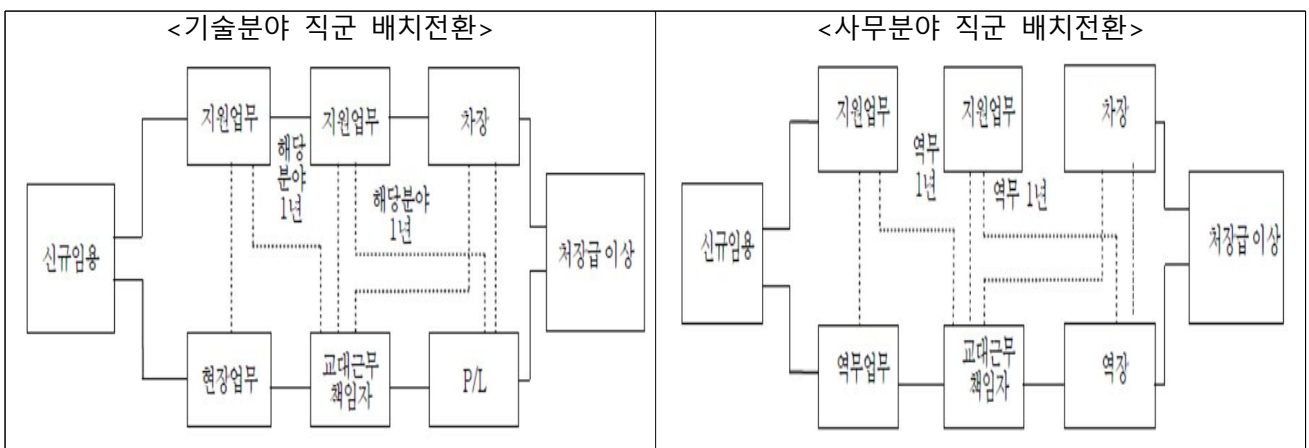 <기술분야 직군 배치전환>
지원업무
지원업무
차장
해당
분야
1년
해당분야
1년
신규임용
처장급 이상
현장업무
교대근무
책임자
P/L
<사무분야 직군 배치전환>
지원업무
지원업무
차장
역무
1년
역무 1년
신규임용
처장급 이상
역무업무
교대근무
책임자
역장